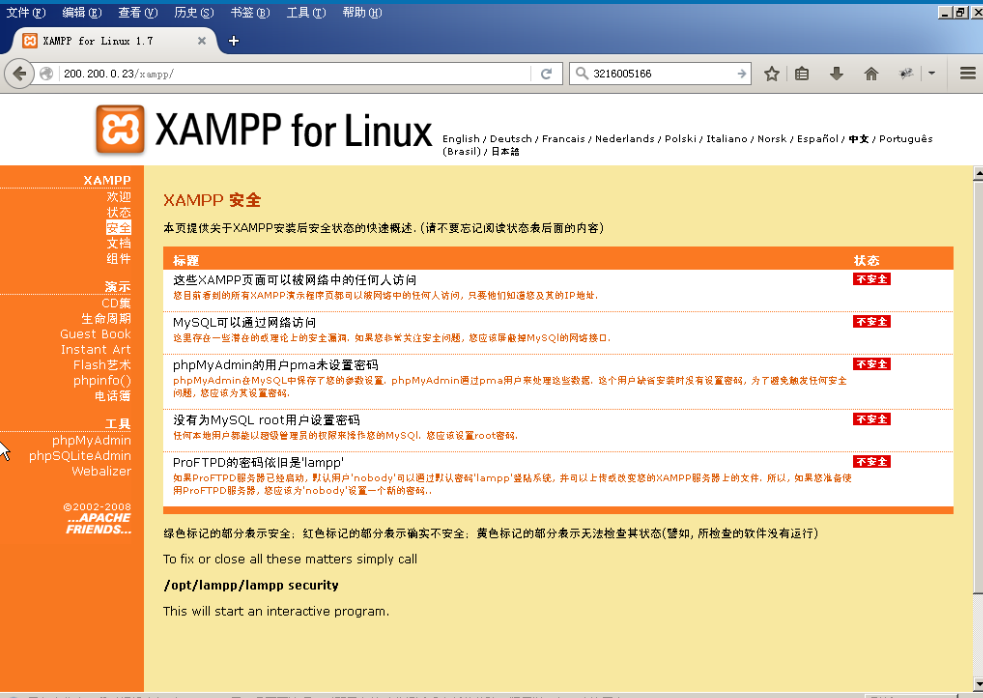 文件(F) 编辑(E) 查看(V) 历史(S) 书签(B) 工具(T) 帮助(H)
XAMPP for Linux 1.7
200.200.0.23/xampp/
3216005166
XAMPP for Linux
English / Deutsch / Francais / Nederlands / Polski / Italiano / Norsk / Español / 中文 / Português
(Brasil) / 日本語
XAMPP
欢迎
状态
安全
文档
组件
演示
CD集
生命周期
Guest Book
Instant Art
Flash艺术
phpinfo()
电话薄
工具
phpMyAdmin
phpSQLiteAdmin
Webalizer
©2002-2008
...APACHE
FRIENDS...
XAMPP 安全
本页提供关于XAMPP安装后安全状态的快速概述. (请不要忘记阅读状态表后面的内容)
标题 状态
这些XAMPP页面可以被网络中的任何人访问 不安全
您目前看到的所有XAMPP演示程序页都可以被网络中的任何人访问, 只要他们知道您及其的IP地址.
MySQL可以通过网络访问 不安全
这里存在一些潜在的或理论上的安全漏洞. 如果您非常关注安全问题, 您应该屏蔽掉MySQl的网络接口.
phpMyAdmin的用户pma未设置密码 不安全
phpMyAdmin在MySQL中保存了您的参数设置. phpMyAdmin通过pma用户来处理这些数据. 这个用户缺省安装时没有设置密码, 为了避免触发任何安全
问题, 您应该为其设置密码.
没有为MySQL root用户设置密码 不安全
任何本地用户都能以超级管理员的权限来操作您的MySQl. 您应该设置root密码.
ProFTPD的密码依旧是'lampp' 不安全
如果ProFTPD服务器已经启动, 默认用户'nobody'可以通过默认密码'lampp'登陆系统, 并可以上传或改变您的XAMPP服务器上的文件. 所以, 如果您准备使
用ProFTPD服务器, 您应该为'nobody'设置一个新的密码..
绿色标记的部分表示安全; 红色标记的部分表示确实不安全; 黄色标记的部分表示无法检查其状态(譬如, 所检查的软件没有运行)
To fix or close all these matters simply call
/opt/lampp/lampp security
This will start an interactive program.